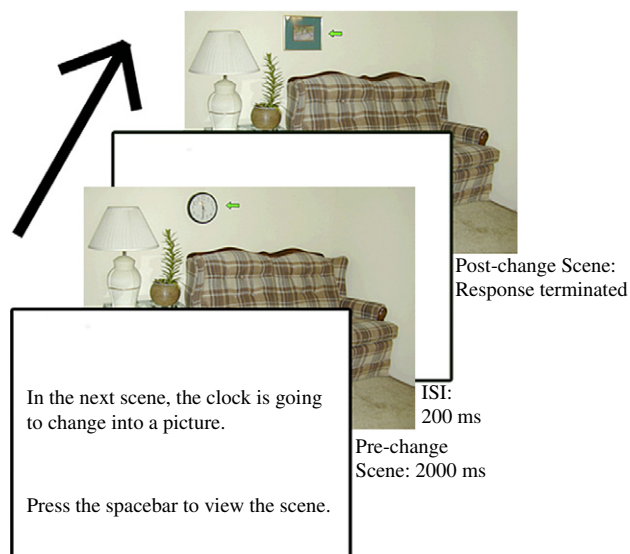 Post-change Scene:
Response terminated
ISI:
200 ms
Pre-change
Scene: 2000 ms
In the next scene, the clock is going
to change into a picture.
Press the spacebar to view the scene.